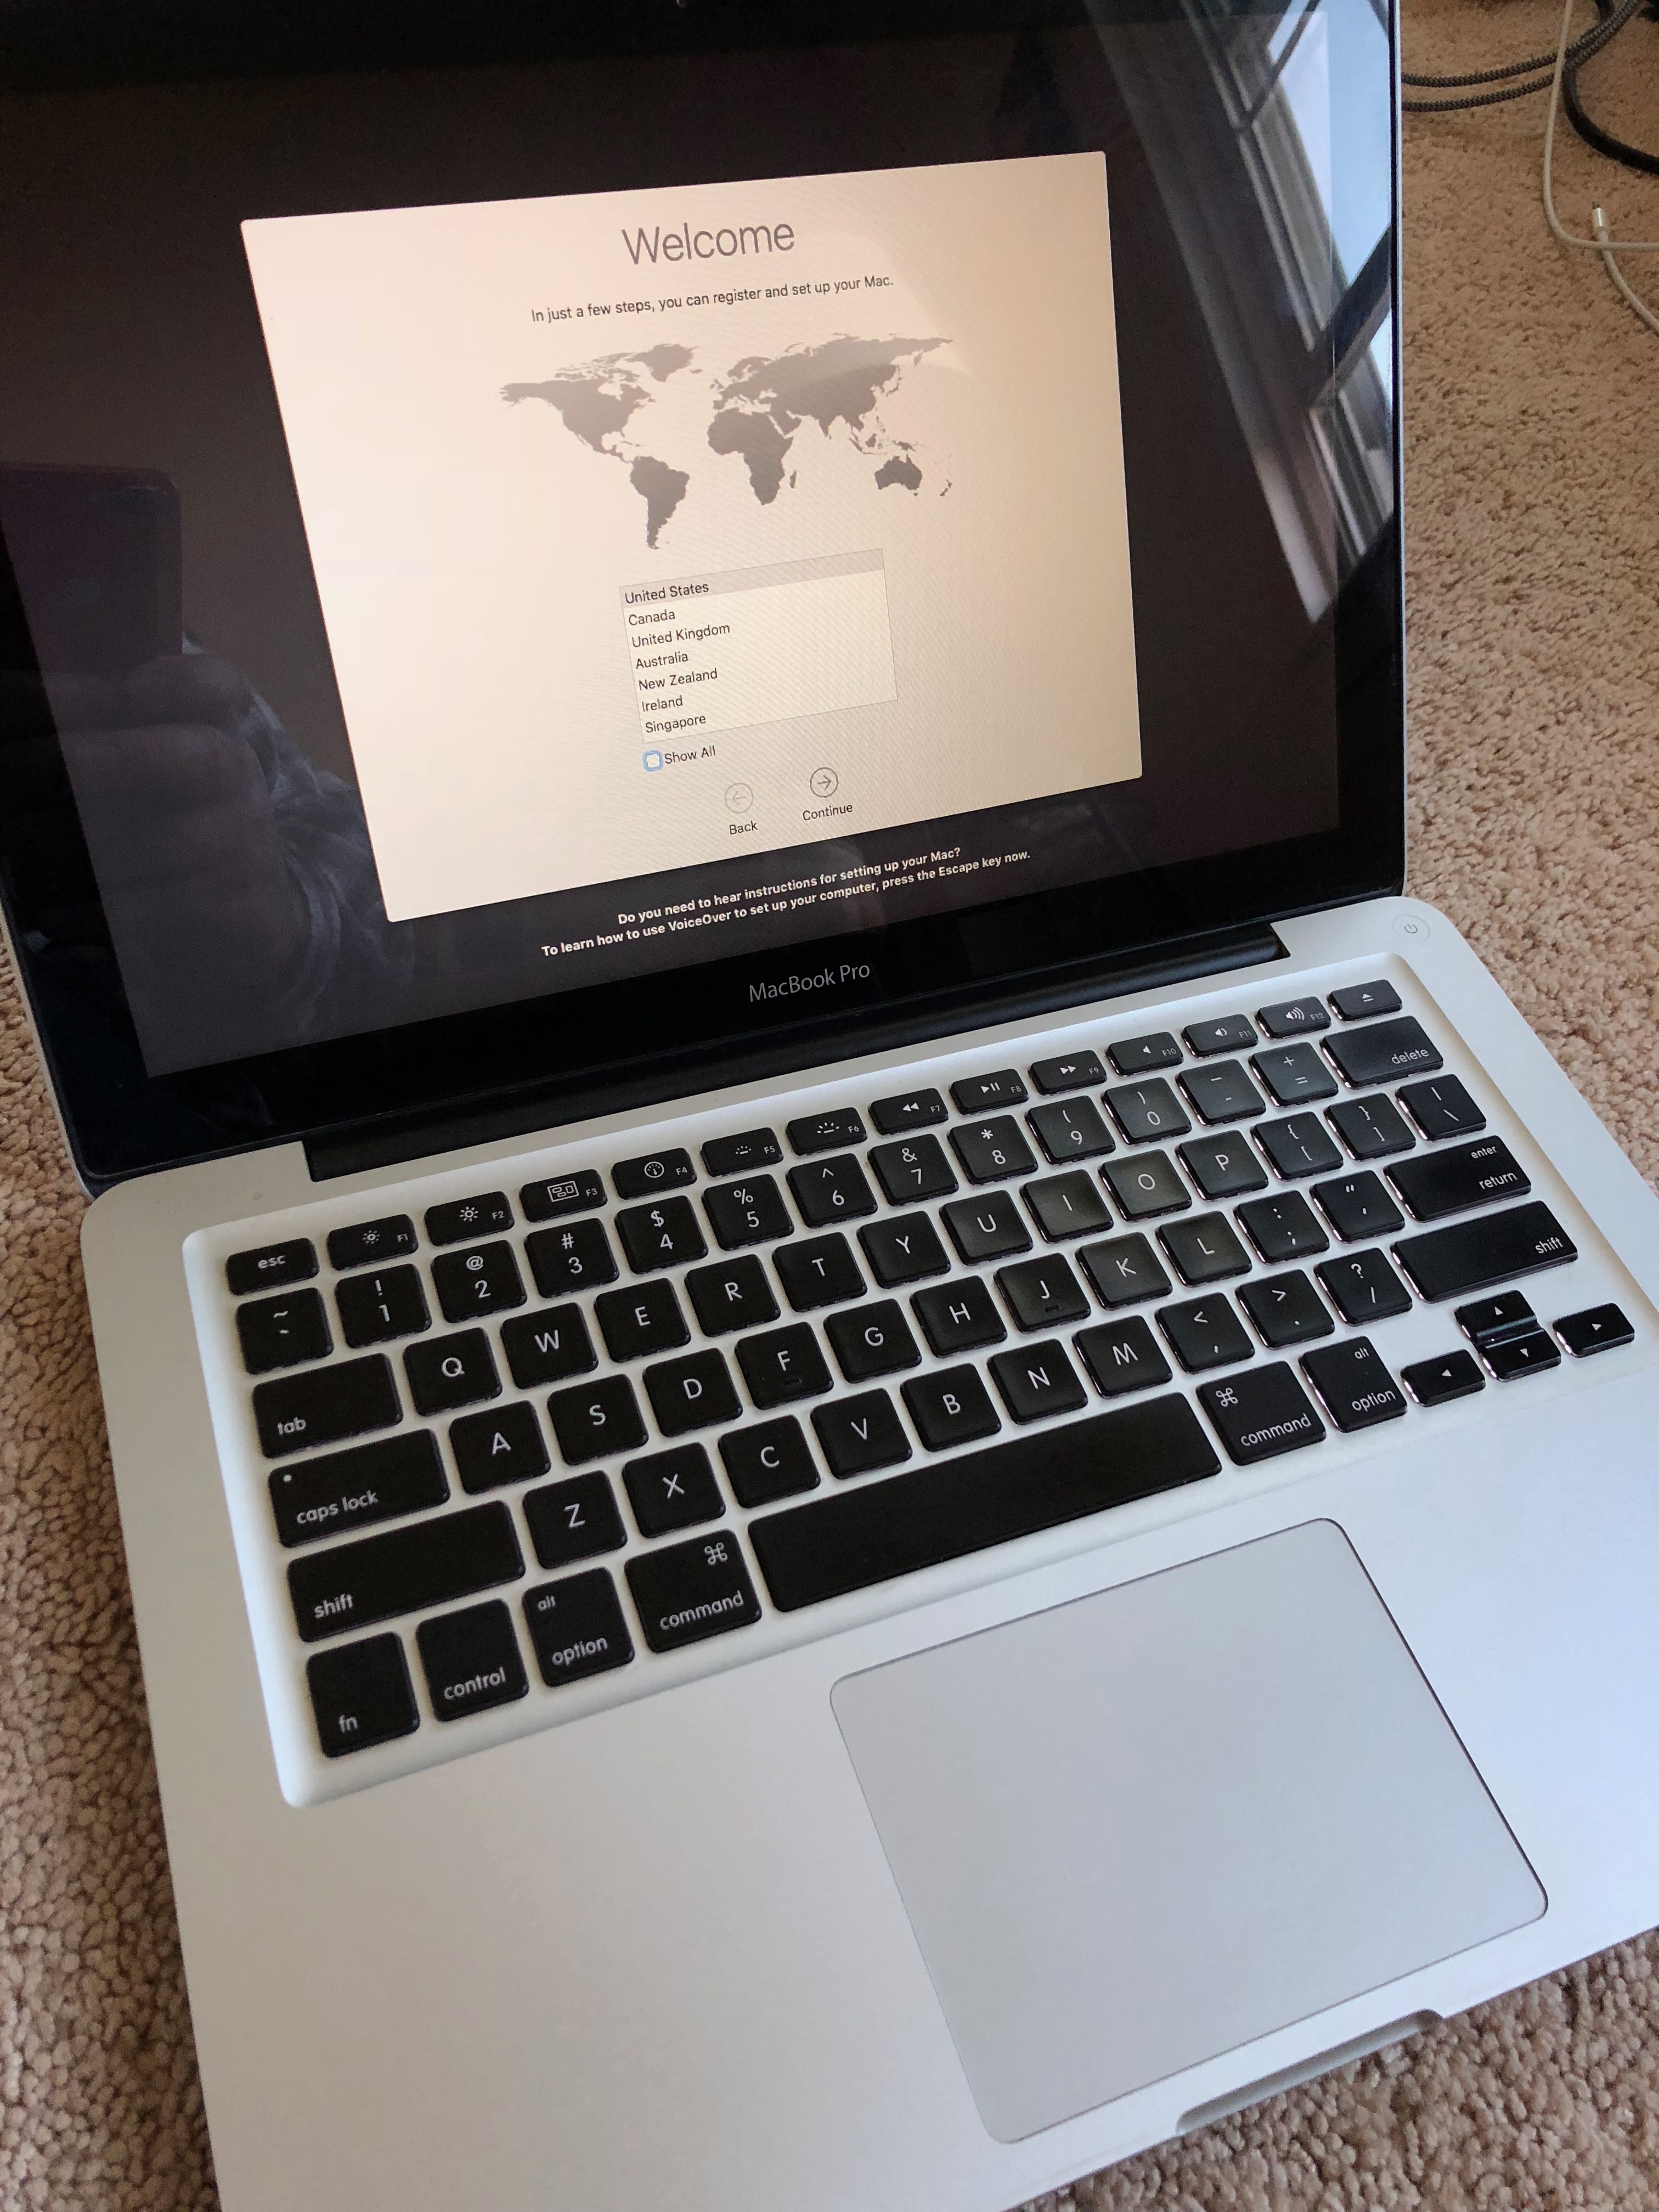 Welcome
In just a few steps, you can register and set up your Mac.
United States
Canada
United Kingdom
Australia
New Zealand
Ireland
Singapore
Show All
Back
Continue
Do you need to hear instructions for setting up your Mac?
To learn how to use VoiceOver to set up your computer, press the Escape key now.
MacBook Pro
esc F1 F2 F3 F4 F5 F6 F7 F8 F9 F10 F11 F12
~ ` ! 1 @ 2 # 3 $ 4 % 5 ^ 6 & 7 * 8 ( 9 ) 0 _ - + = delete
tab Q W E R T Y U I O P { [ } ] | \
caps lock A S D F G H J K L : ; " ' enter return
shift Z X C V B N M < , > . ? / shift
fn control alt option ⌘ command ⌘ command alt option